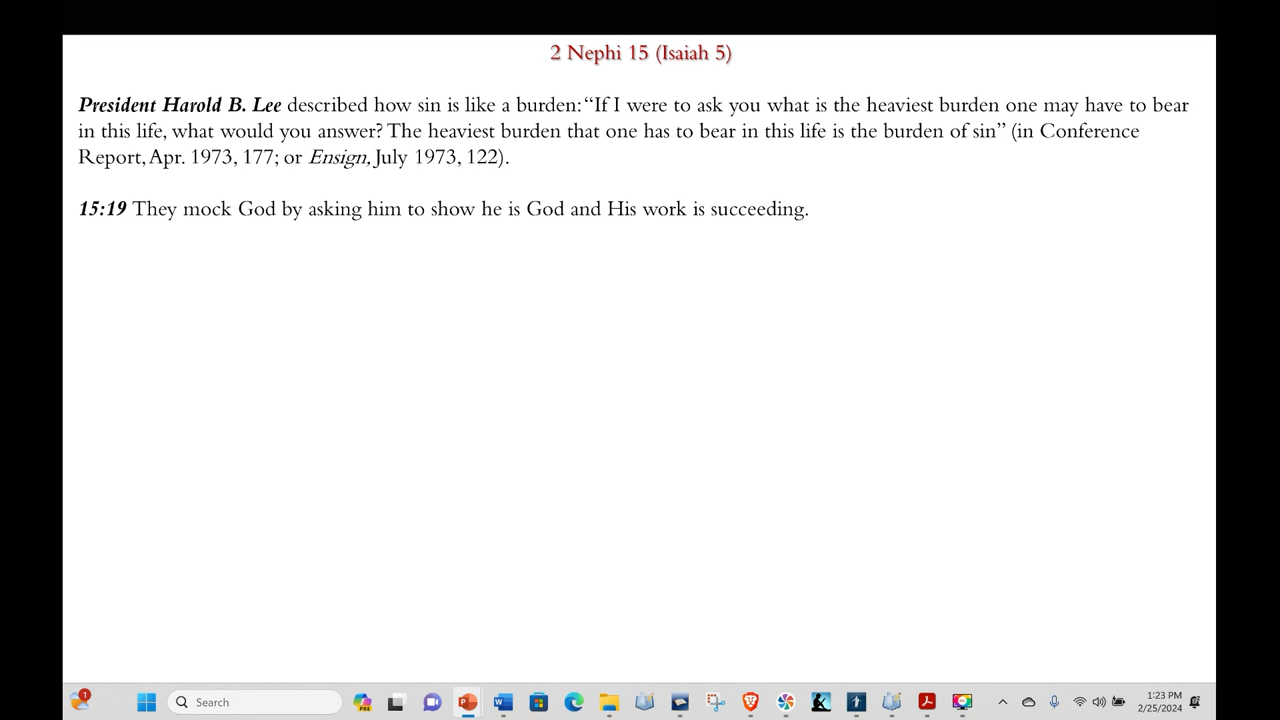 2 Nephi 15 (Isaiah 5)
President Harold B. Lee described how sin is like a burden: “If I were to ask you what is the heaviest burden one may have to bear
in this life, what would you answer? The heaviest burden that one has to bear in this life is the burden of sin” (in Conference
Report, Apr. 1973, 177; or Ensign, July 1973, 122).
15:19 They mock God by asking him to show he is God and His work is succeeding.
1
Search
PRE
1:23 PM
2/25/2024